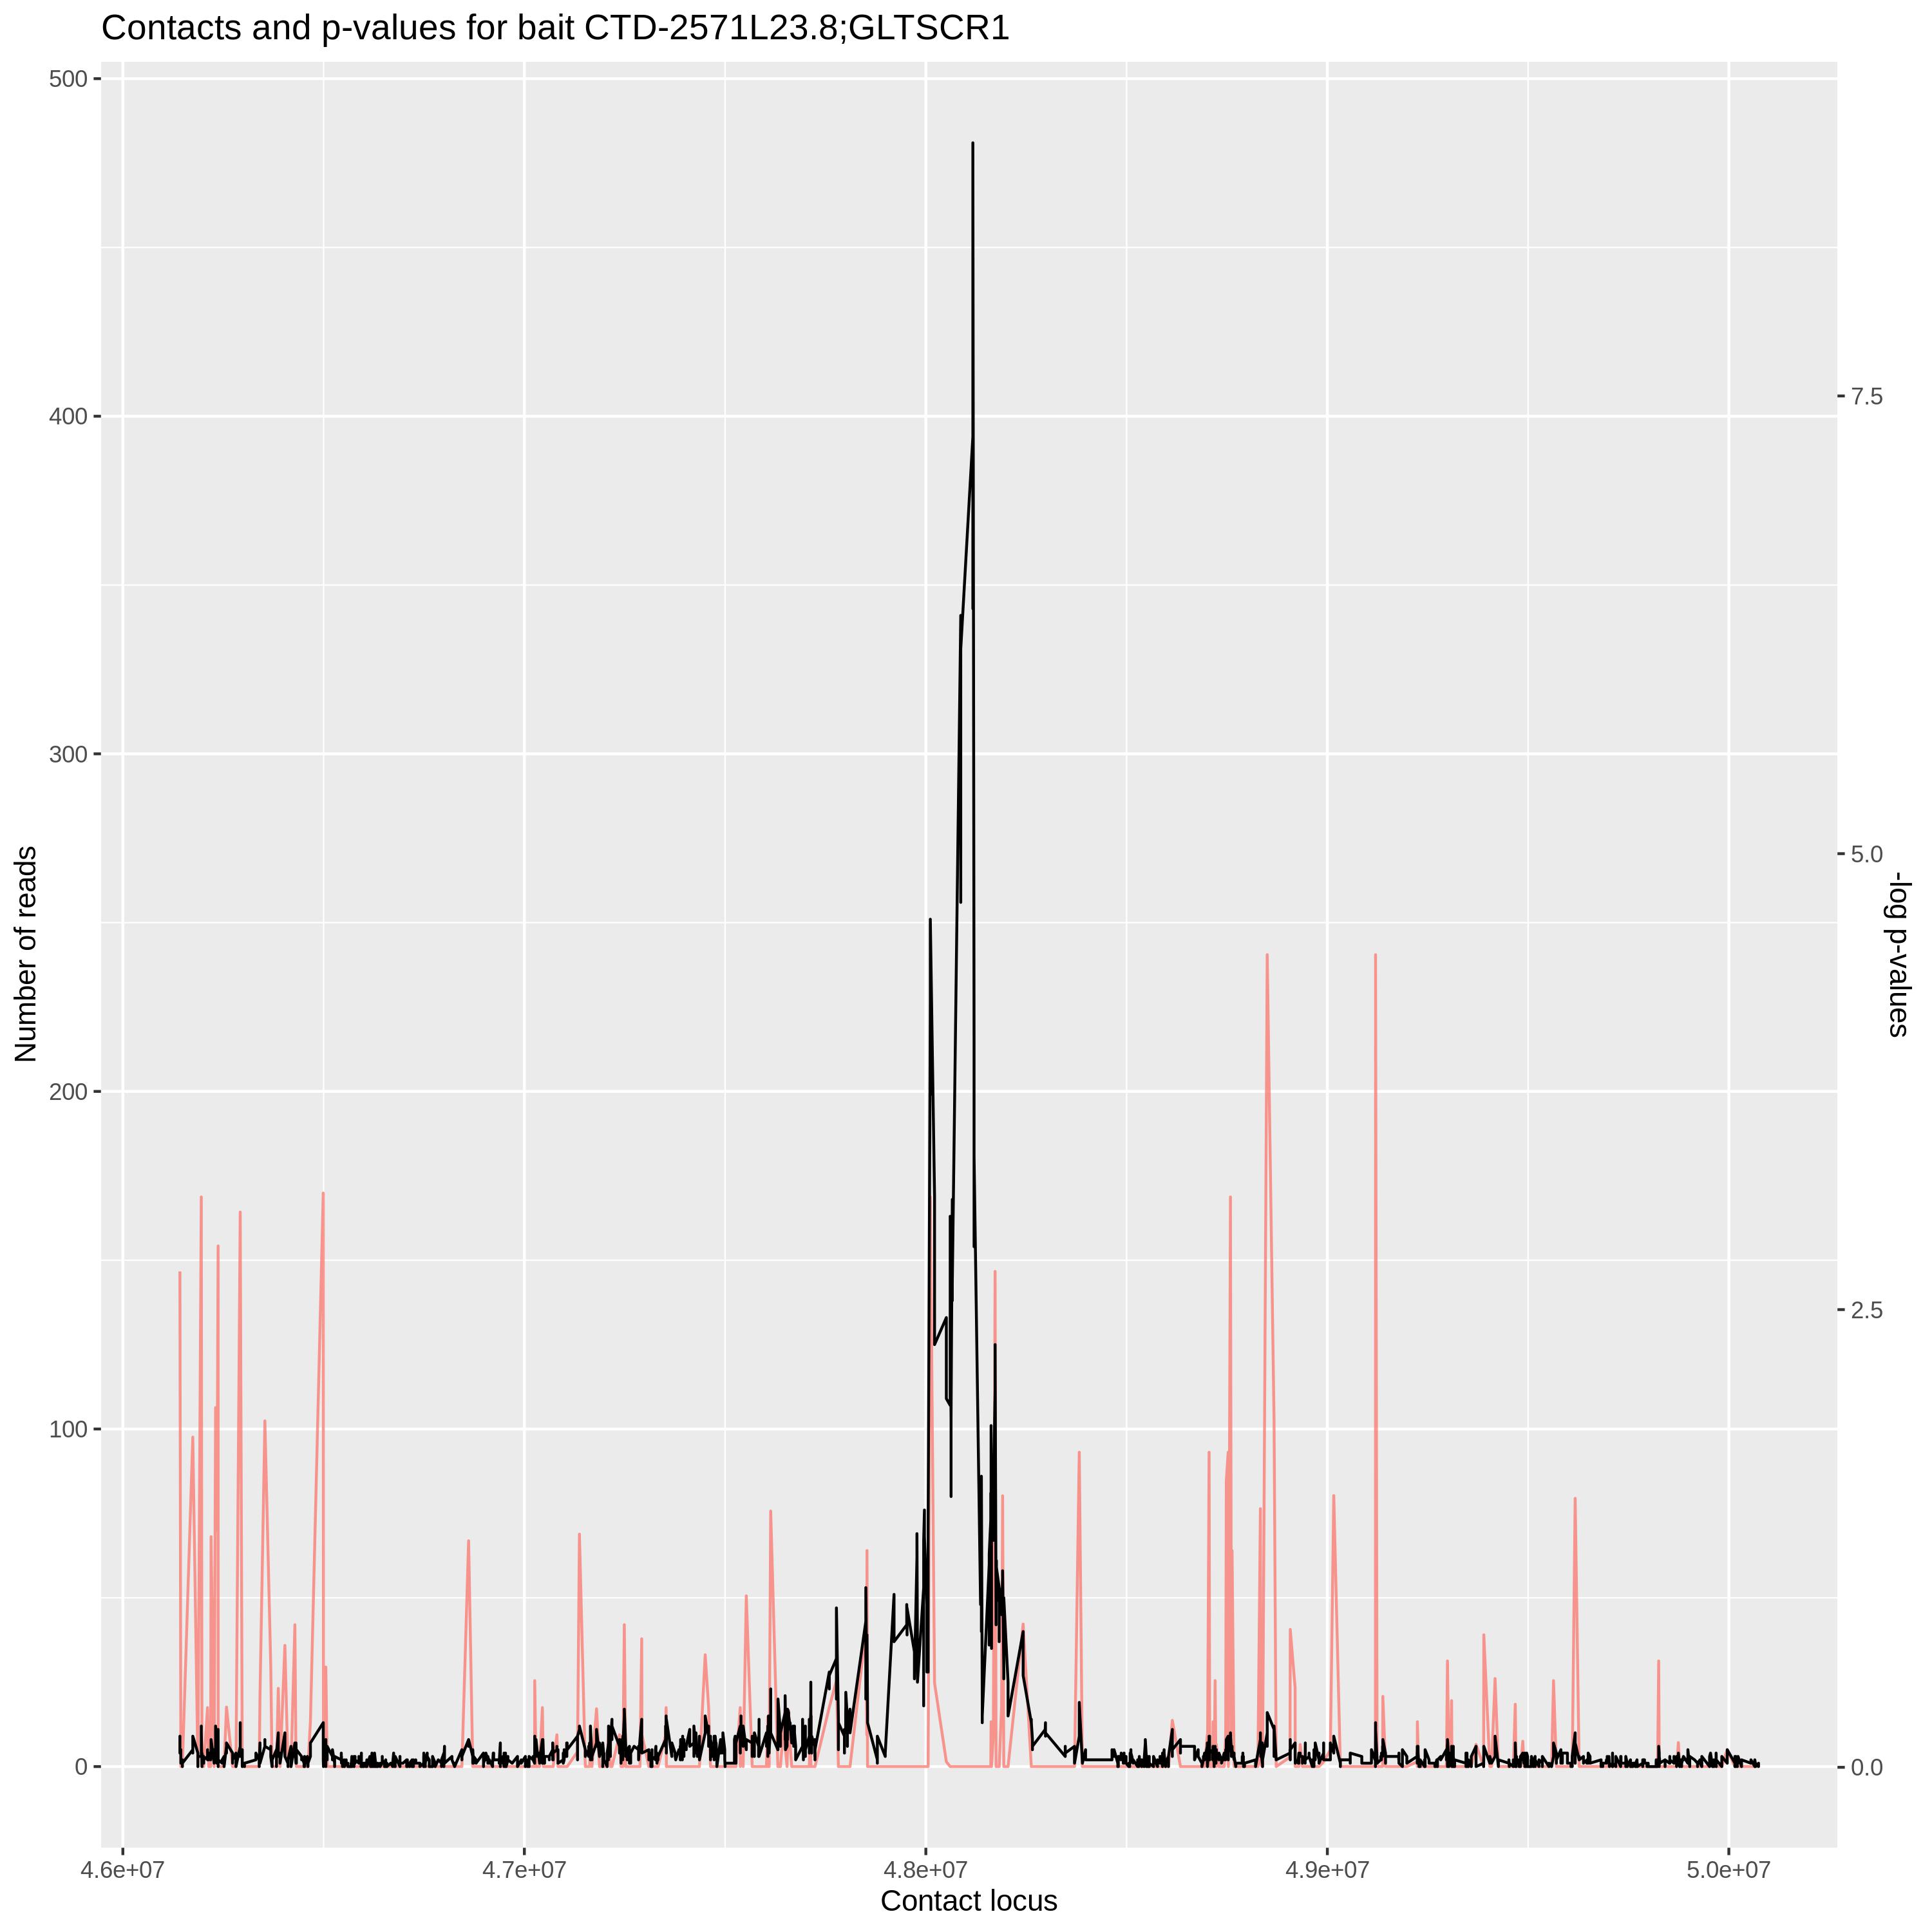 Contacts and p-values for bait CTD-2571L23.8;GLTSCR1
500
400
300
200
100
0
Number of reads
7.5
5.0
2.5
0.0
-log p-values
4.6e+07 4.7e+07 4.8e+07 4.9e+07 5.0e+07
Contact locus